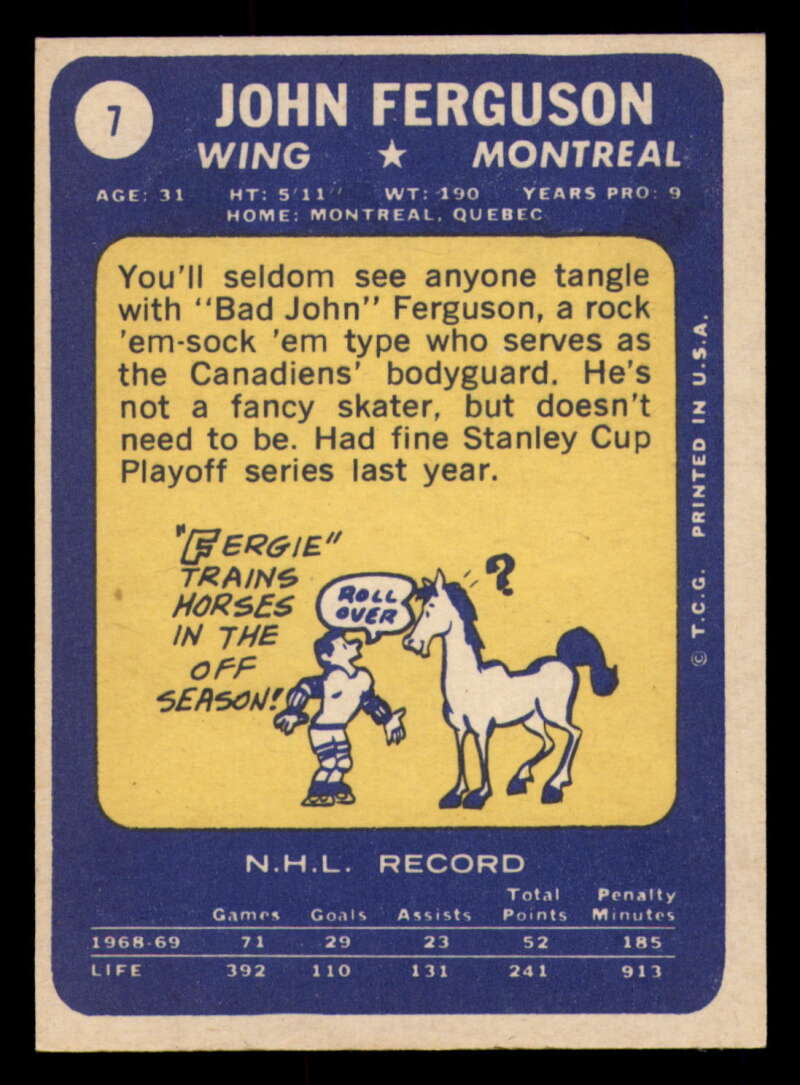 7
JOHN FERGUSON
WING ★ MONTREAL
AGE: 31 HT: 5'11" WT: 190 YEARS PRO: 9
HOME: MONTREAL, QUEBEC
You'll seldom see anyone tangle
with "Bad John" Ferguson, a rock
'em-sock 'em type who serves as
the Canadiens' bodyguard. He's
not a fancy skater, but doesn't
need to be. Had fine Stanley Cup
Playoff series last year.
"FERGIE"
TRAINS
HORSES
IN THE
OFF
SEASON!
ROLL
OVER
?
© T.C.G. PRINTED IN U.S.A.
N.H.L. RECORD
Games Goals Assists Total Points Penalty Minutes
1968-69 71 29 23 52 185
LIFE 392 110 131 241 913